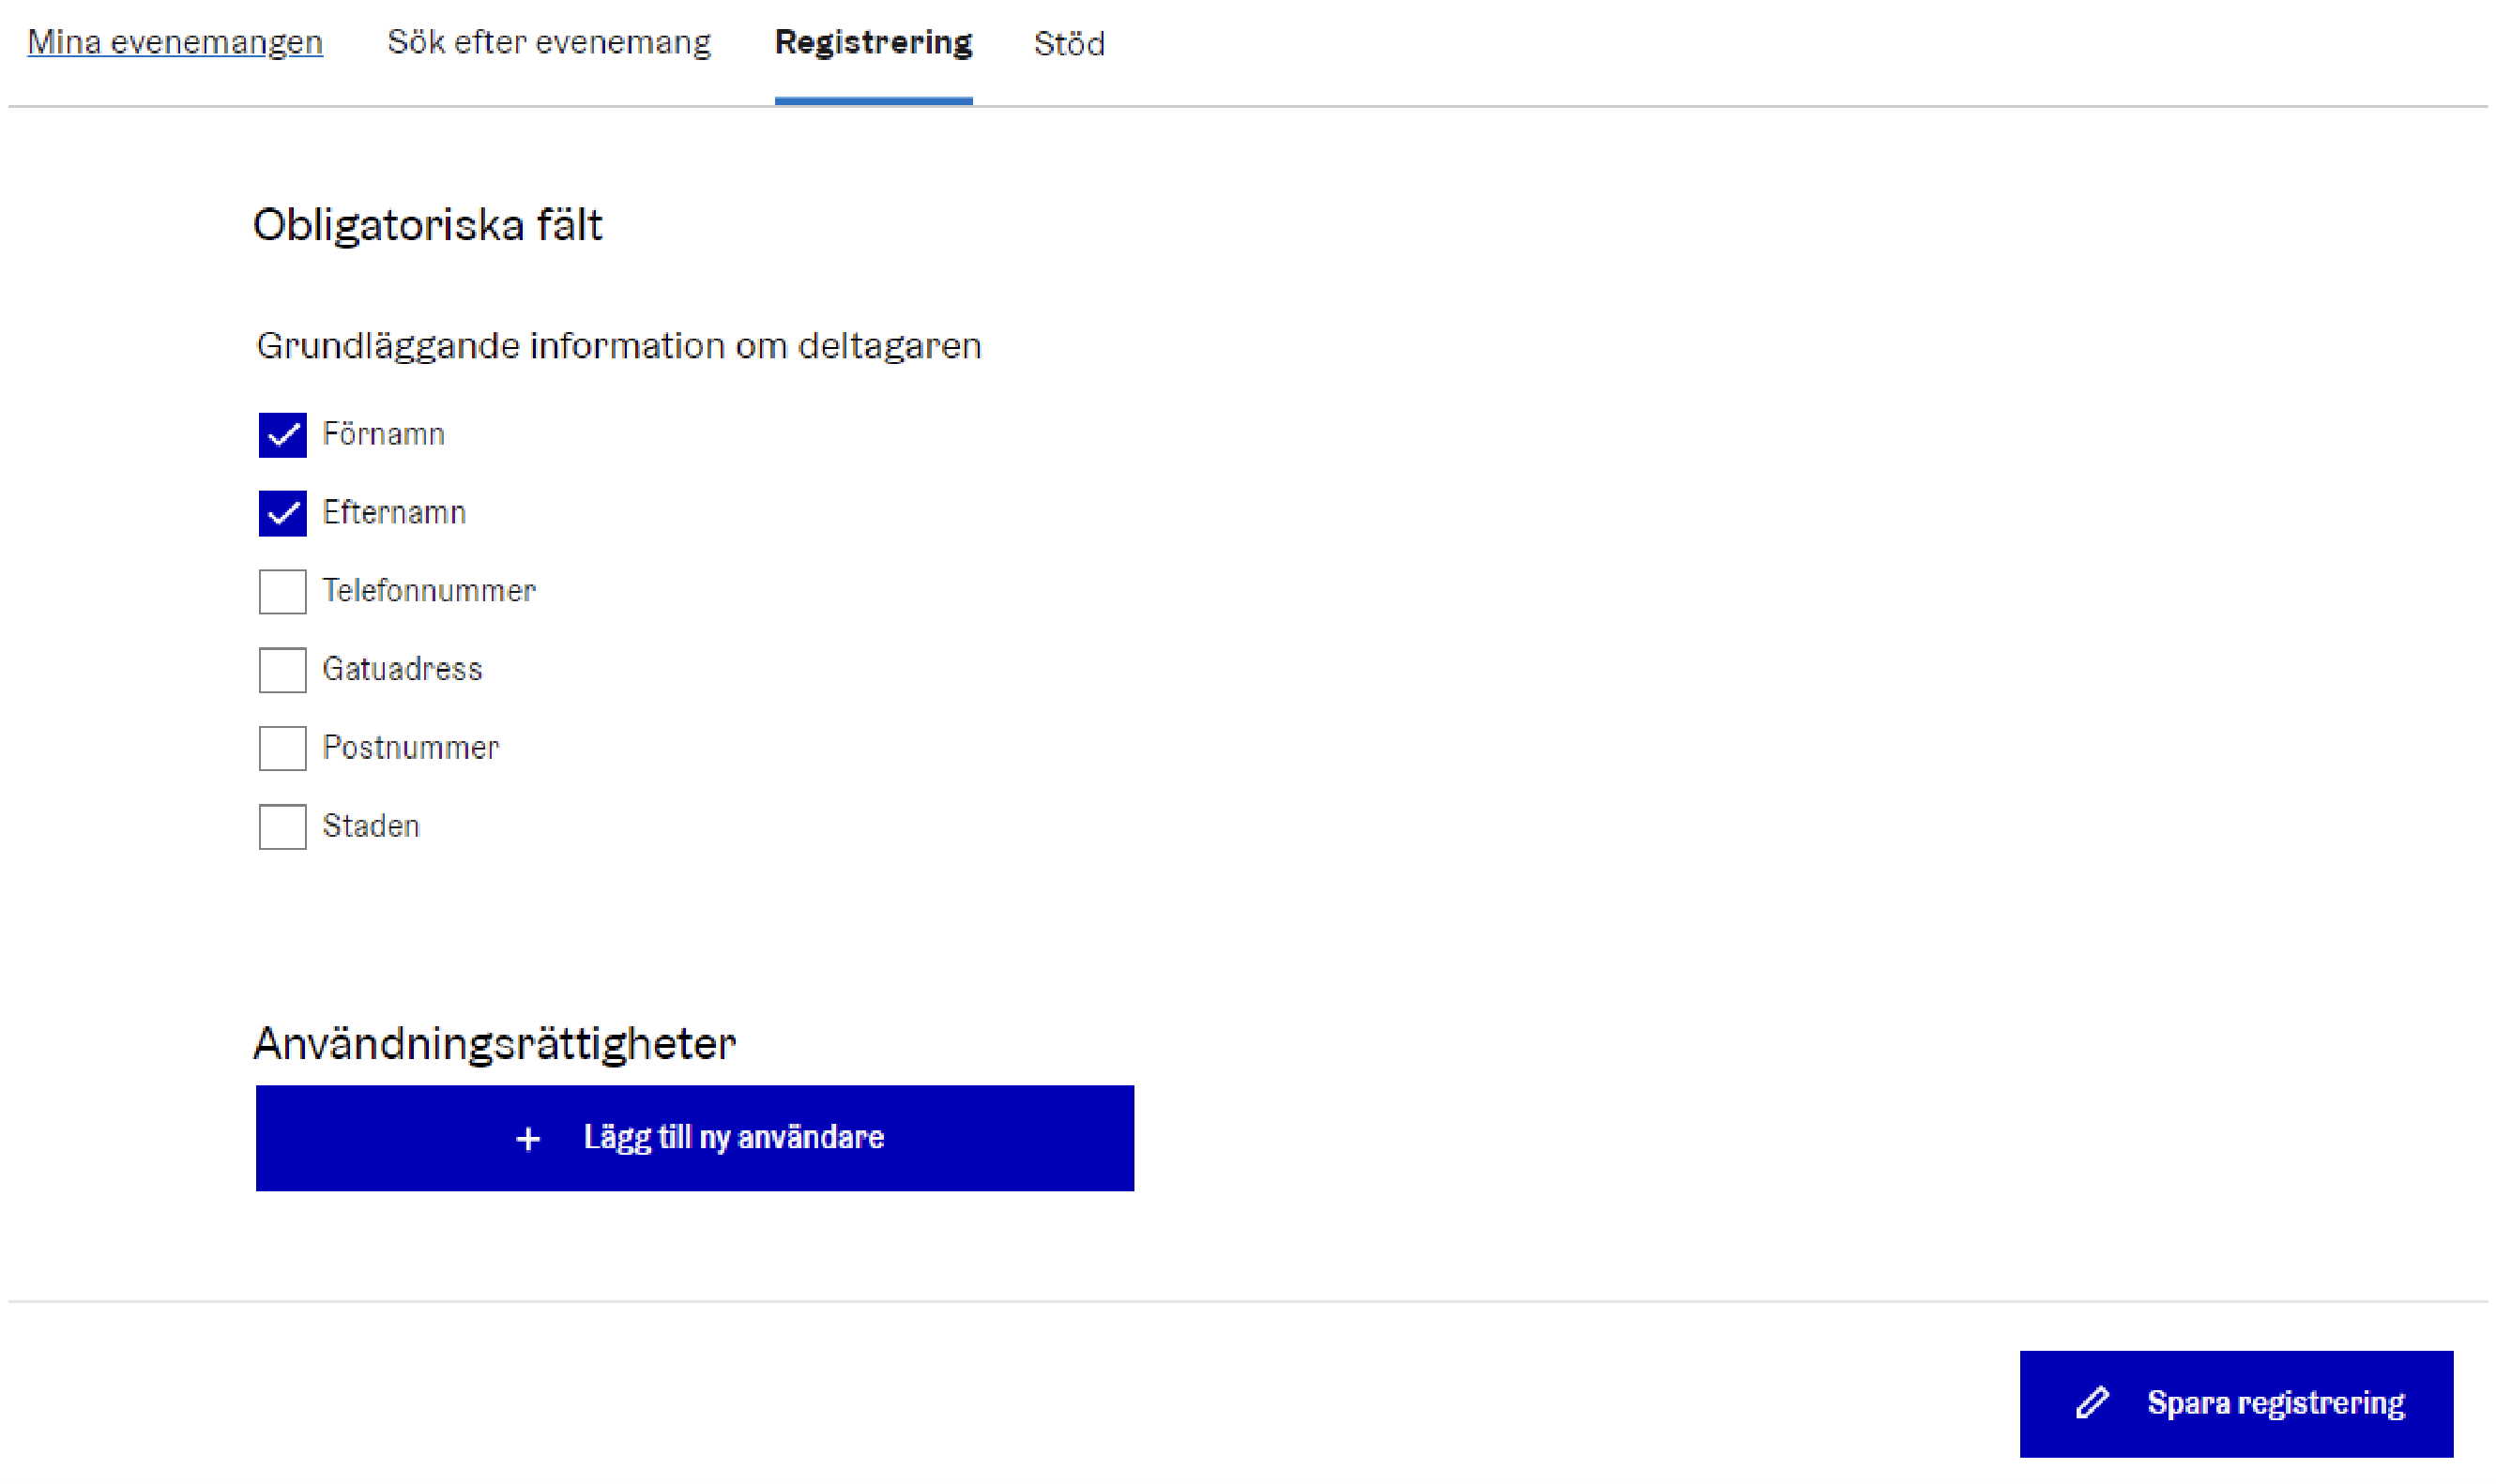 Mina evenemangen Sök efter evenemang Registrering Stöd
Obligatoriska fält
Grundläggande information om deltagaren
Förnamn
Efternamn
Telefonnummer
Gatuadress
Postnummer
Staden
Användningsrättigheter
+ Lägg till ny användare
Spara registrering